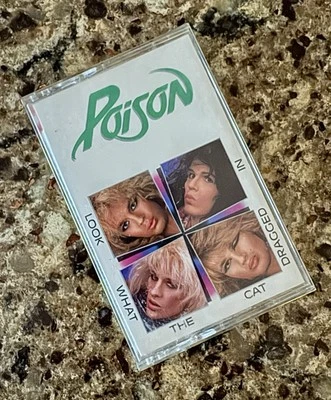 POISON
LOOK
WHAT
THE
CAT
DRAGGED
IN